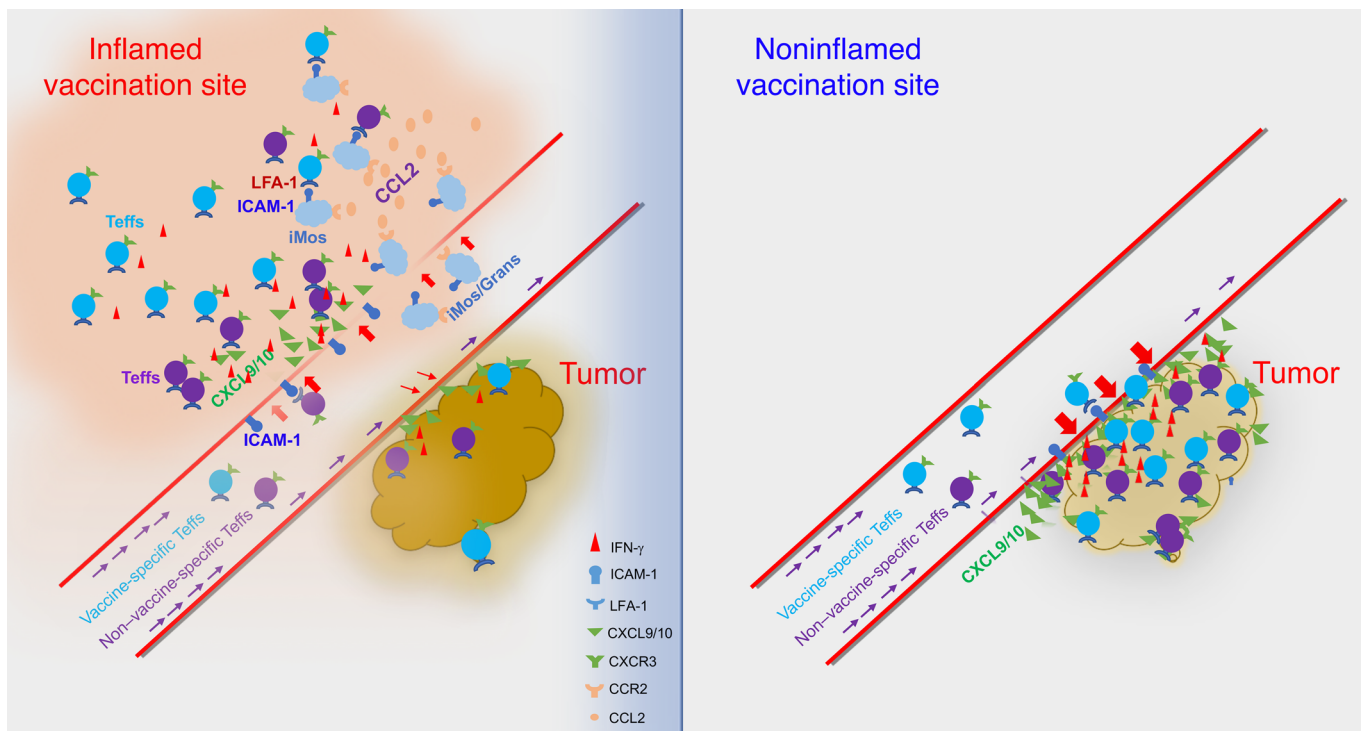 Inflamed
vaccination site
LFA-1
ICAM-1
CCL2
Teffs
iMos
iMos/Grans
Teffs
CXCL9/10
ICAM-1
Tumor
Vaccine-specific Teffs
Non–vaccine-specific Teffs
IFN-γ
ICAM-1
LFA-1
CXCL9/10
CXCR3
CCR2
CCL2
Noninflamed
vaccination site
Tumor
CXCL9/10
Vaccine-specific Teffs
Non–vaccine-specific Teffs